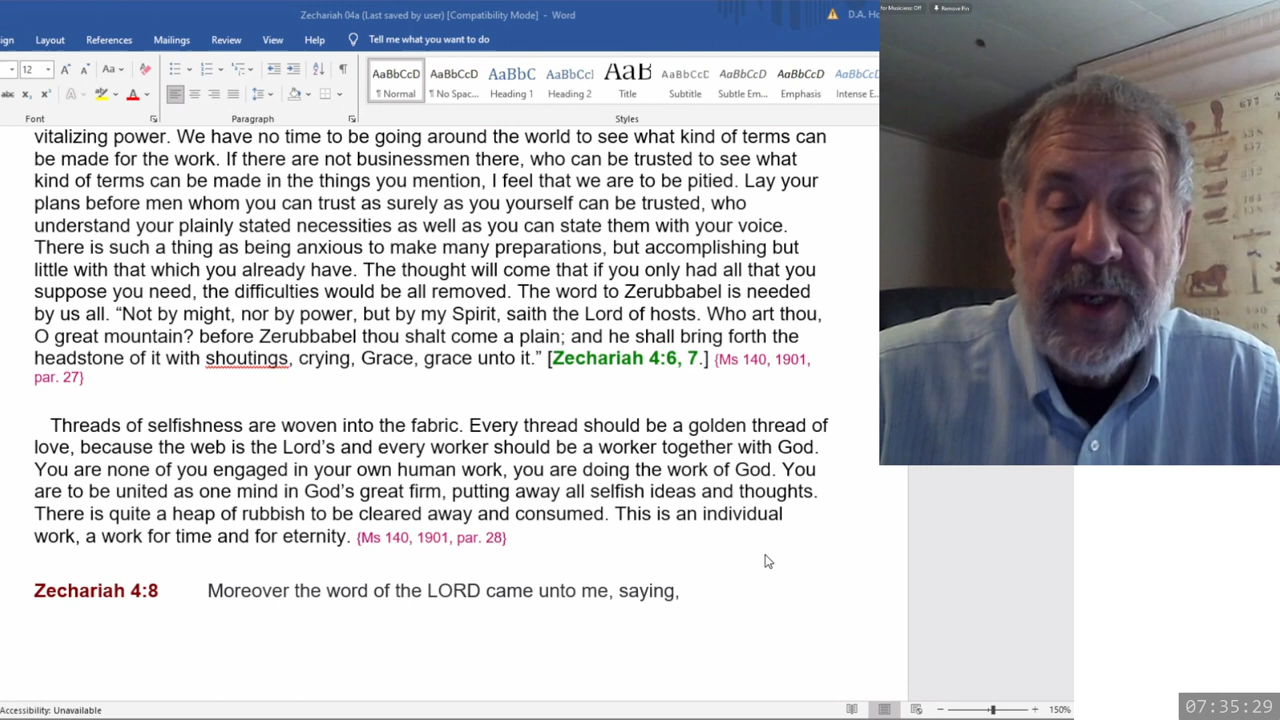 Zechariah 04a (Last saved by user) [Compatibility Mode] - Word
D.A. Ho
for Musicians: Off
Remove Pin
sign Layout References Mailings Review View Help Tell me what you want to do
12
Aa
abc x₂ x² A A
Font
Paragraph
AaBbCcD AaBbCcD AaBbC AaBbCcI AaB AaBbCcD AaBbCcD AaBbCcD AaBbCcD
¶ Normal ¶ No Spac... Heading 1 Heading 2 Title Subtitle Subtle Em... Emphasis Intense E...
Styles
vitalizing power. We have no time to be going around the world to see what kind of terms can
be made for the work. If there are not businessmen there, who can be trusted to see what
kind of terms can be made in the things you mention, I feel that we are to be pitied. Lay your
plans before men whom you can trust as surely as you yourself can be trusted, who
understand your plainly stated necessities as well as you can state them with your voice.
There is such a thing as being anxious to make many preparations, but accomplishing but
little with that which you already have. The thought will come that if you only had all that you
suppose you need, the difficulties would be all removed. The word to Zerubbabel is needed
by us all. “Not by might, nor by power, but by my Spirit, saith the Lord of hosts. Who art thou,
O great mountain? before Zerubbabel thou shalt come a plain; and he shall bring forth the
headstone of it with shoutings, crying, Grace, grace unto it.” [Zechariah 4:6, 7.] {Ms 140, 1901,
par. 27}
Threads of selfishness are woven into the fabric. Every thread should be a golden thread of
love, because the web is the Lord’s and every worker should be a worker together with God.
You are none of you engaged in your own human work, you are doing the work of God. You
are to be united as one mind in God’s great firm, putting away all selfish ideas and thoughts.
There is quite a heap of rubbish to be cleared away and consumed. This is an individual
work, a work for time and for eternity. {Ms 140, 1901, par. 28}
Zechariah 4:8 Moreover the word of the LORD came unto me, saying,
Accessibility: Unavailable
150%
677
07:35:29